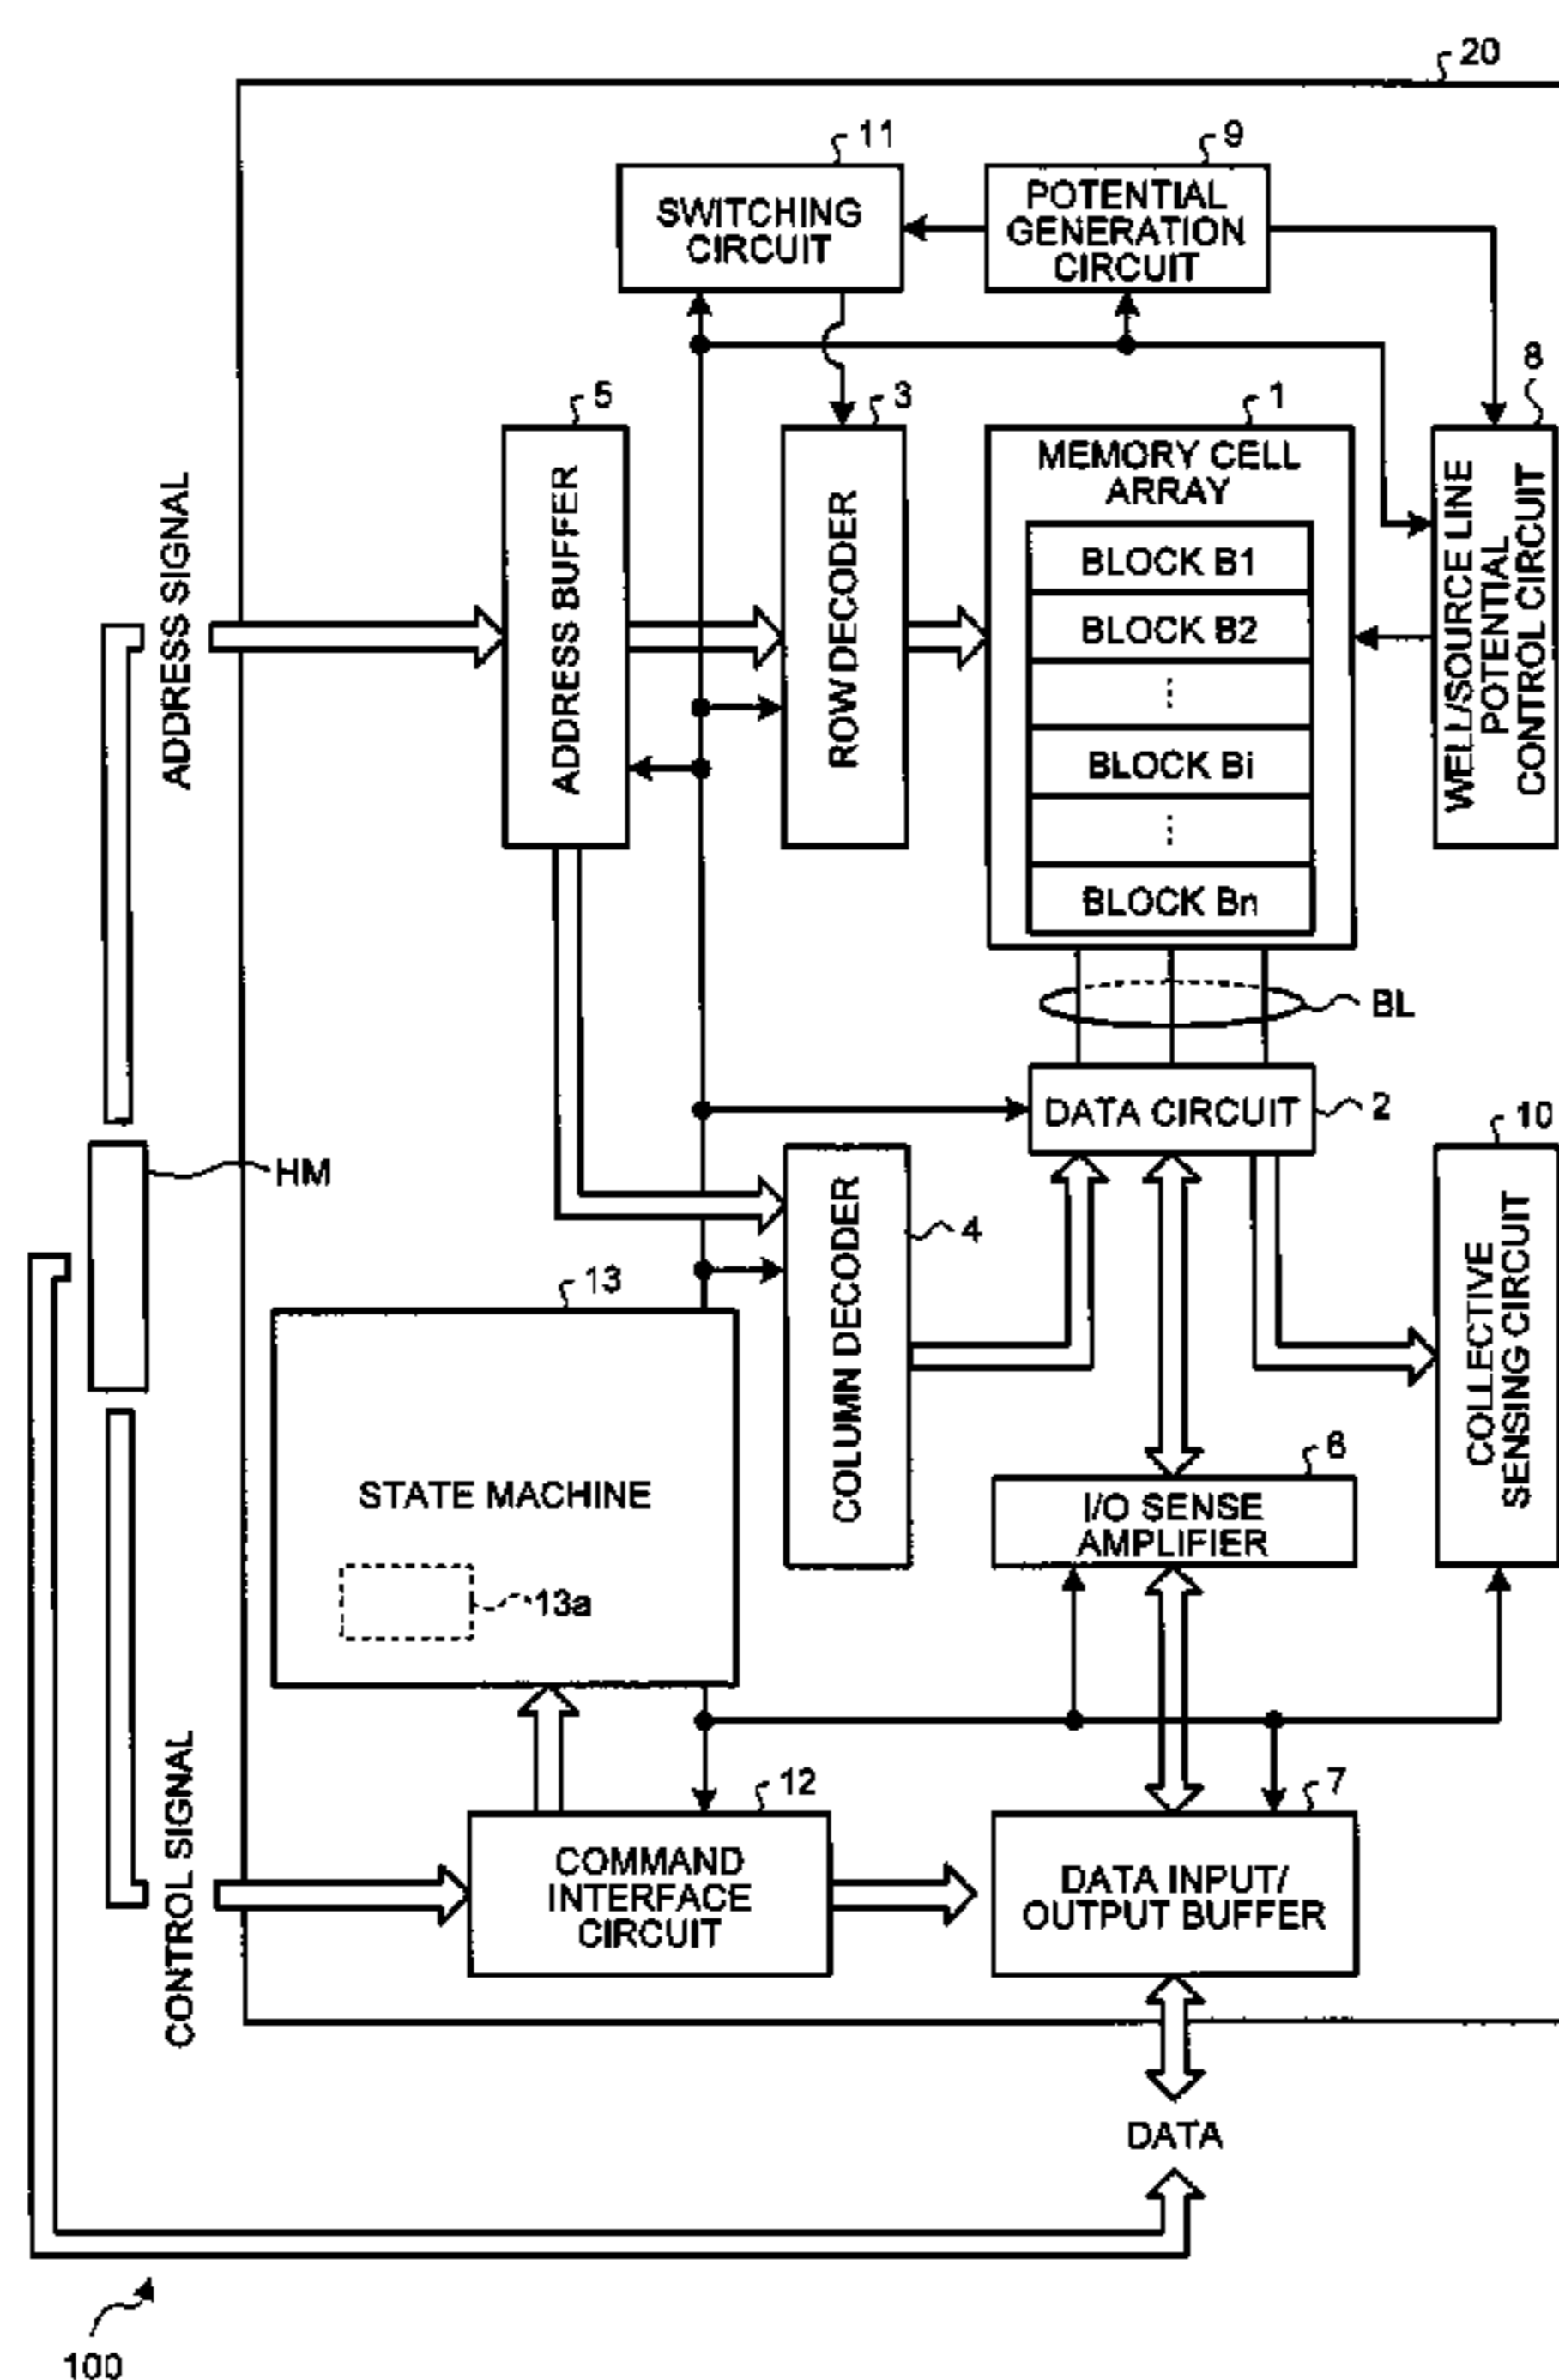 20
11
9
SWITCHING
CIRCUIT
POTENTIAL
GENERATION
CIRCUIT
8
5
3
1
ADDRESS SIGNAL
ADDRESS BUFFER
ROW DECODER
MEMORY CELL
ARRAY
BLOCK B1
BLOCK B2
⋮
BLOCK Bi
⋮
BLOCK Bn
WELL/SOURCE LINE
POTENTIAL
CONTROL CIRCUIT
BL
DATA CIRCUIT
2
10
HM
COLUMN DECODER
4
COLLECTIVE
SENSING CIRCUIT
13
STATE MACHINE
13a
6
I/O SENSE
AMPLIFIER
CONTROL SIGNAL
12
COMMAND
INTERFACE
CIRCUIT
7
DATA INPUT/
OUTPUT BUFFER
DATA
100